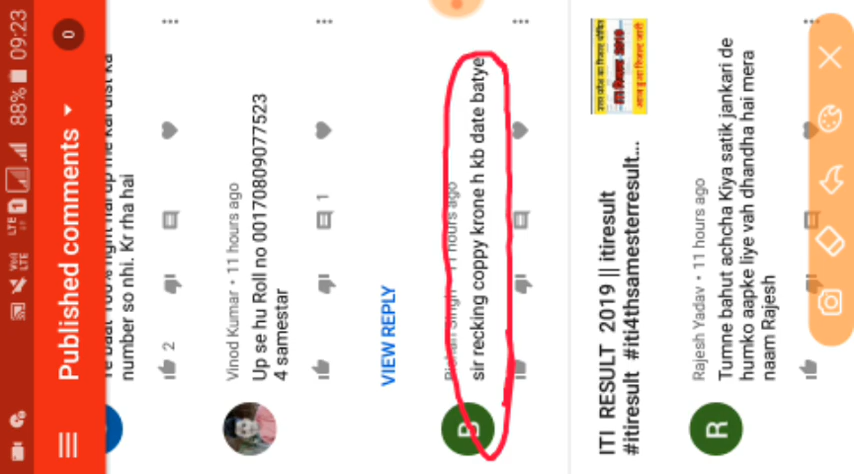 LTE 88% 09:23
Published comments
0
number so nhi. Kr rha hai
2
Vinod Kumar • 11 hours ago
Up se hu Roll no 00170809077523
4 samestar
1
VIEW REPLY
B
Singh 11 hours ago
sir recking coppy krone h kb date batye
ITI RESULT 2019 || itiresult
#itiresult #iti4thsamesterresult...
R
Rajesh Yadav • 11 hours ago
Tumne bahut achcha Kiya satik jankari de
humko aapke liye vah dhandha hai mera
naam Rajesh